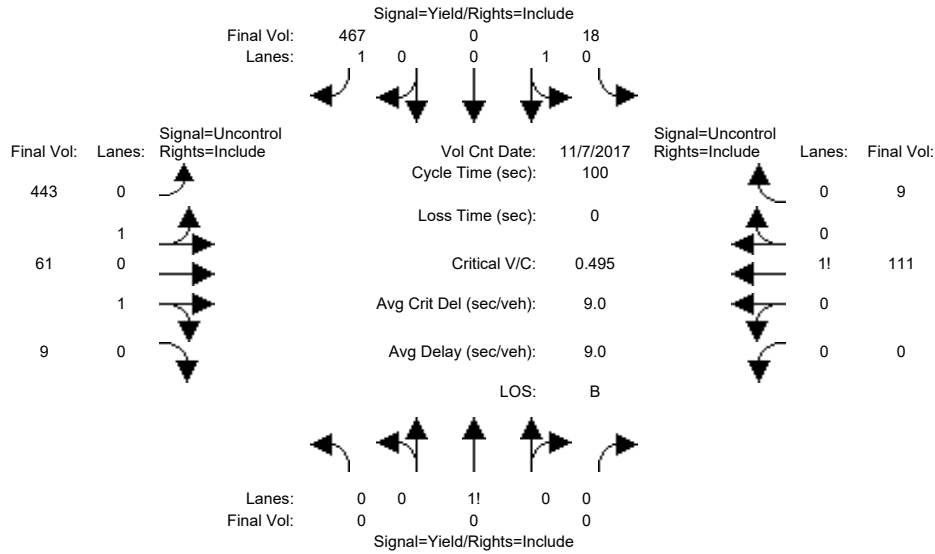 Signal=Yield/Rights=Include
Final Vol: 467 0 18
Lanes: 1 0 0 1 0
Signal=Uncontrol
Final Vol: Lanes: Rights=Include
Vol Cnt Date: 11/7/2017
Signal=Uncontrol
Rights=Include Lanes: Final Vol:
Cycle Time (sec): 100
443 0
0 9
Loss Time (sec): 0
1
0
61 0
Critical V/C: 0.495
1! 111
1
Avg Crit Del (sec/veh): 9.0
0
9 0
Avg Delay (sec/veh): 9.0
0 0
LOS: B
Lanes: 0 0 1! 0 0
Final Vol: 0 0 0
Signal=Yield/Rights=Include